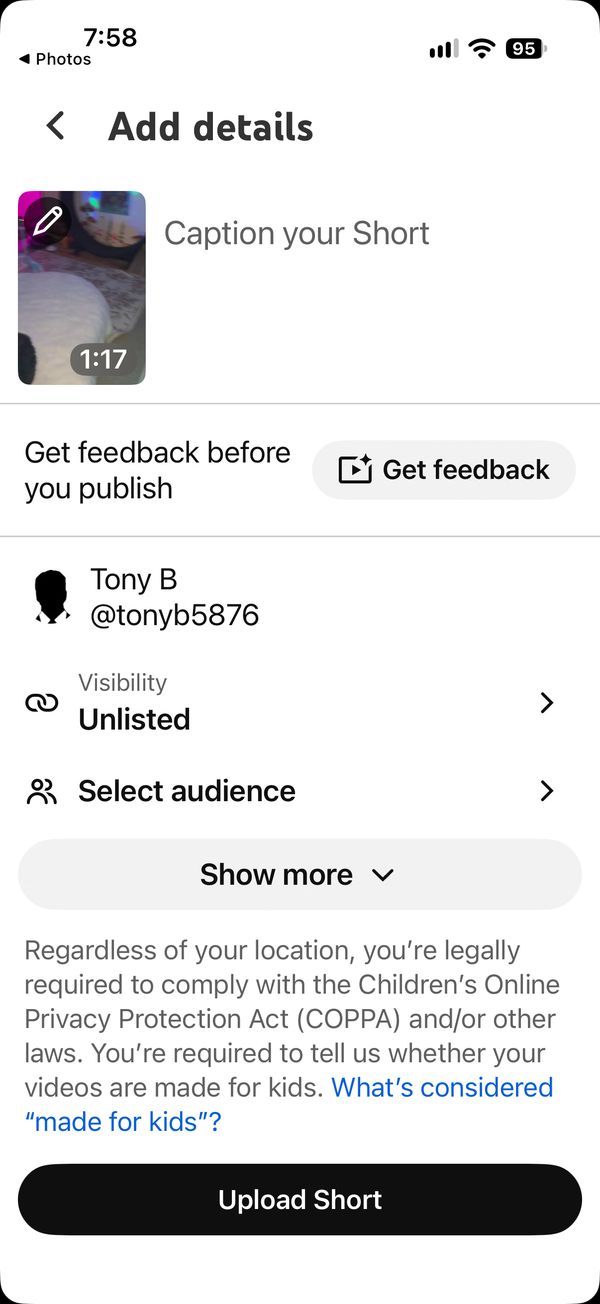 7:58
◀ Photos
95
Add details
Caption your Short
1:17
Get feedback before
you publish
Get feedback
Tony B
@tonyb5876
Visibility
Unlisted
Select audience
Show more
Regardless of your location, you’re legally
required to comply with the Children’s Online
Privacy Protection Act (COPPA) and/or other
laws. You’re required to tell us whether your
videos are made for kids. What’s considered
“made for kids”?
Upload Short